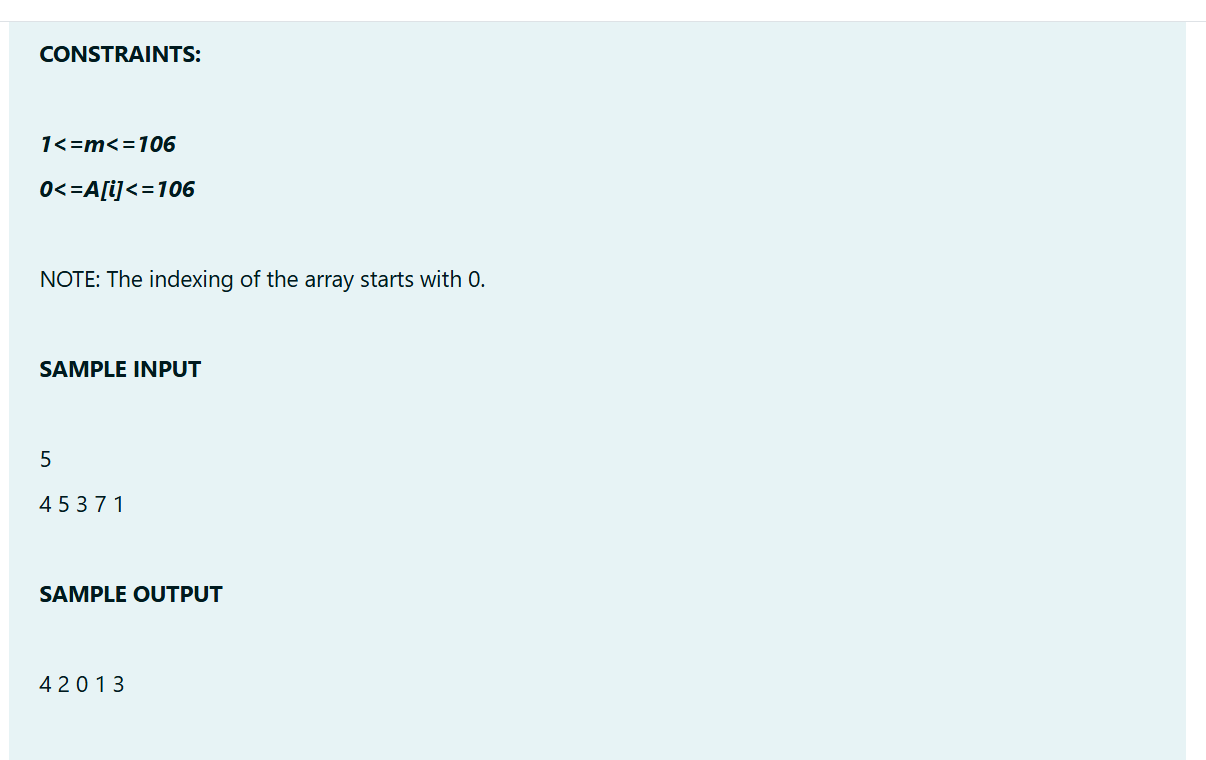 CONSTRAINTS:
1<=m<=106
0<=A[i]<=106
NOTE: The indexing of the array starts with 0.
SAMPLE INPUT
5
4 5 3 7 1
SAMPLE OUTPUT
4 2 0 1 3